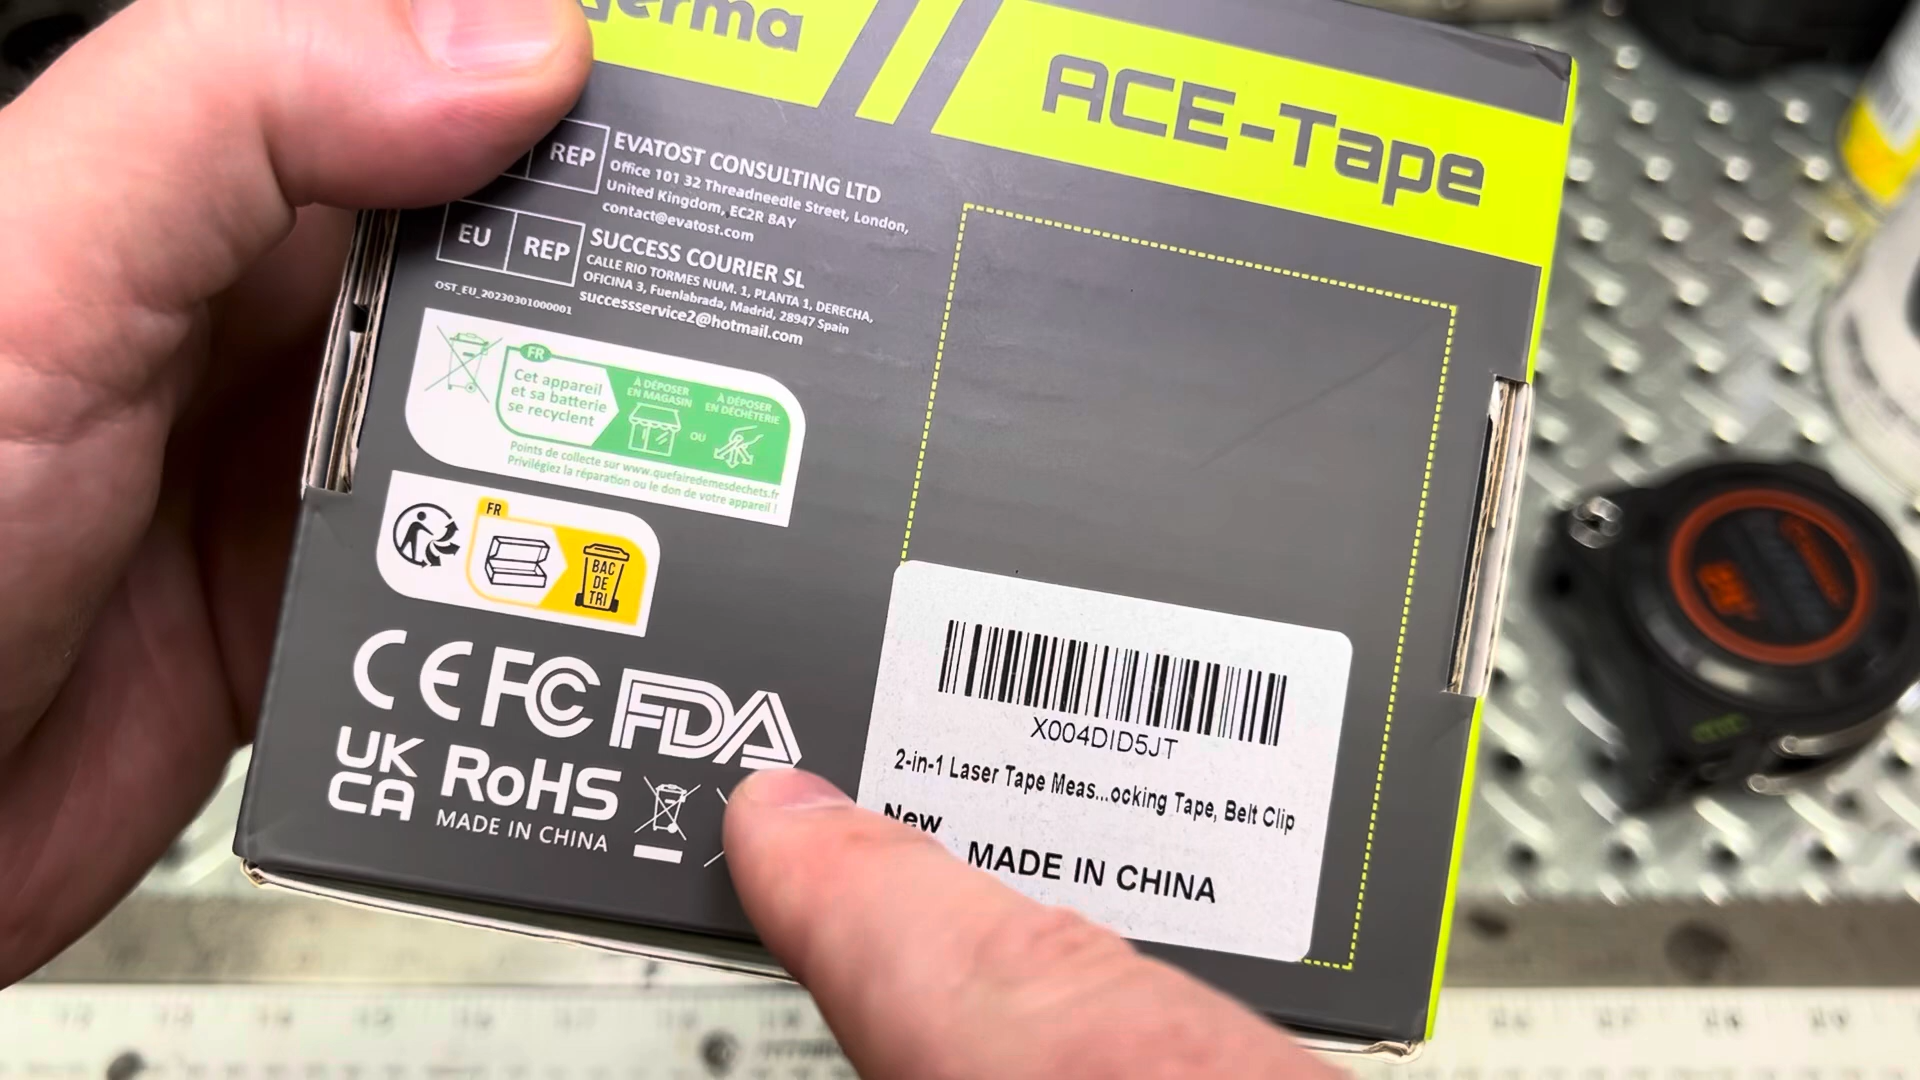 ACE-Tape
REP
EVATOST CONSULTING LTD
Office 101 32 Threadneedle Street, London,
United Kingdom, EC2R 8AY
contact@evatost.com
EU REP
SUCCESS COURIER SL
CALLE RIO TORMES NUM. 1, PLANTA 1, DERECHA,
OFICINA 3, Fuenlabrada, Madrid, 28947 Spain
successservice2@hotmail.com
OST_EU_20230301000001
FR
Cet appareil
et sa batterie
se recyclent
À DÉPOSER
EN MAGASIN
OU
À DÉPOSER
EN DÉCHÈTERIE
Points de collecte sur www.quefairedemesdechets.fr
Privilégiez la réparation ou le don de votre appareil !
FR
BAC
DE
TRI
CE FC FDA
UK
CA
RoHS
MADE IN CHINA
X004DID5JT
2-in-1 Laser Tape Meas...ocking Tape, Belt Clip
New
MADE IN CHINA